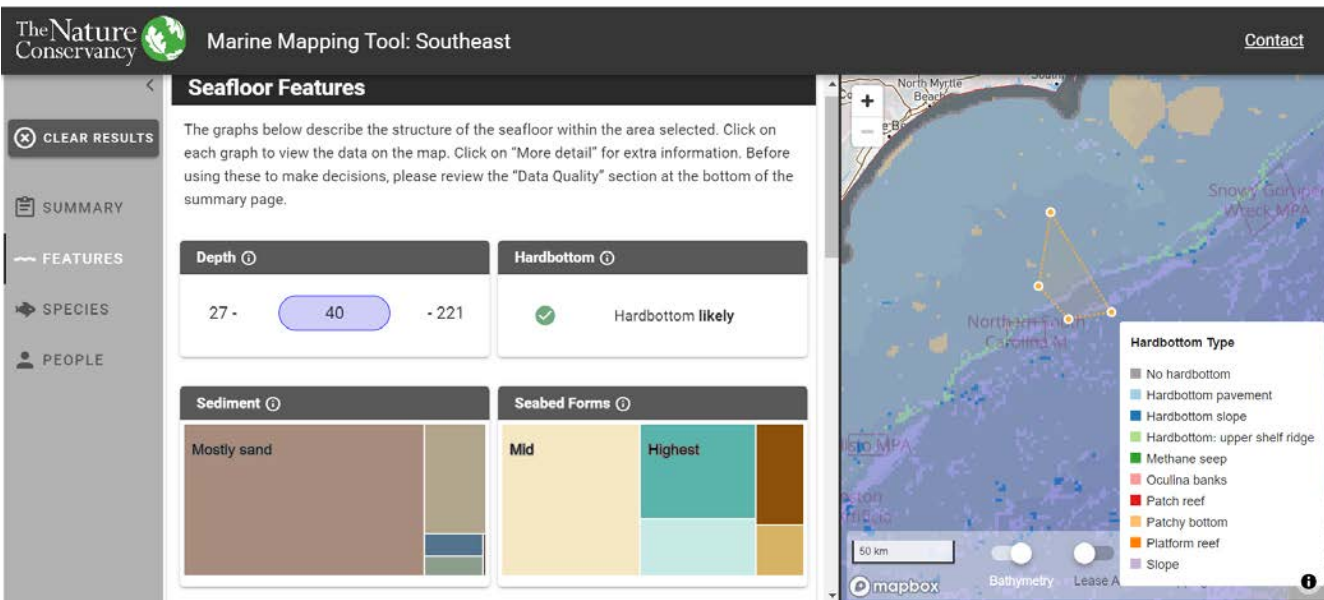 The Nature
Conservancy
Marine Mapping Tool: Southeast
Contact
CLEAR RESULTS
SUMMARY
FEATURES
SPECIES
PEOPLE
Seafloor Features
The graphs below describe the structure of the seafloor within the area selected. Click on
each graph to view the data on the map. Click on “More detail” for extra information. Before
using these to make decisions, please review the “Data Quality” section at the bottom of the
summary page.
Depth
27 - 40 - 221
Hardbottom
Hardbottom likely
Sediment
Mostly sand
Seabed Forms
Mid
Highest
North Myrtle
Beach
Snowy Grouper
Wreck MPA
Northern South
Carolina
MPA
Hardbottom Type
No hardbottom
Hardbottom pavement
Hardbottom slope
Hardbottom: upper shelf ridge
Methane seep
Oculina banks
Patch reef
Patchy bottom
Platform reef
Slope
50 km
mapbox
Bathymetry
Lease